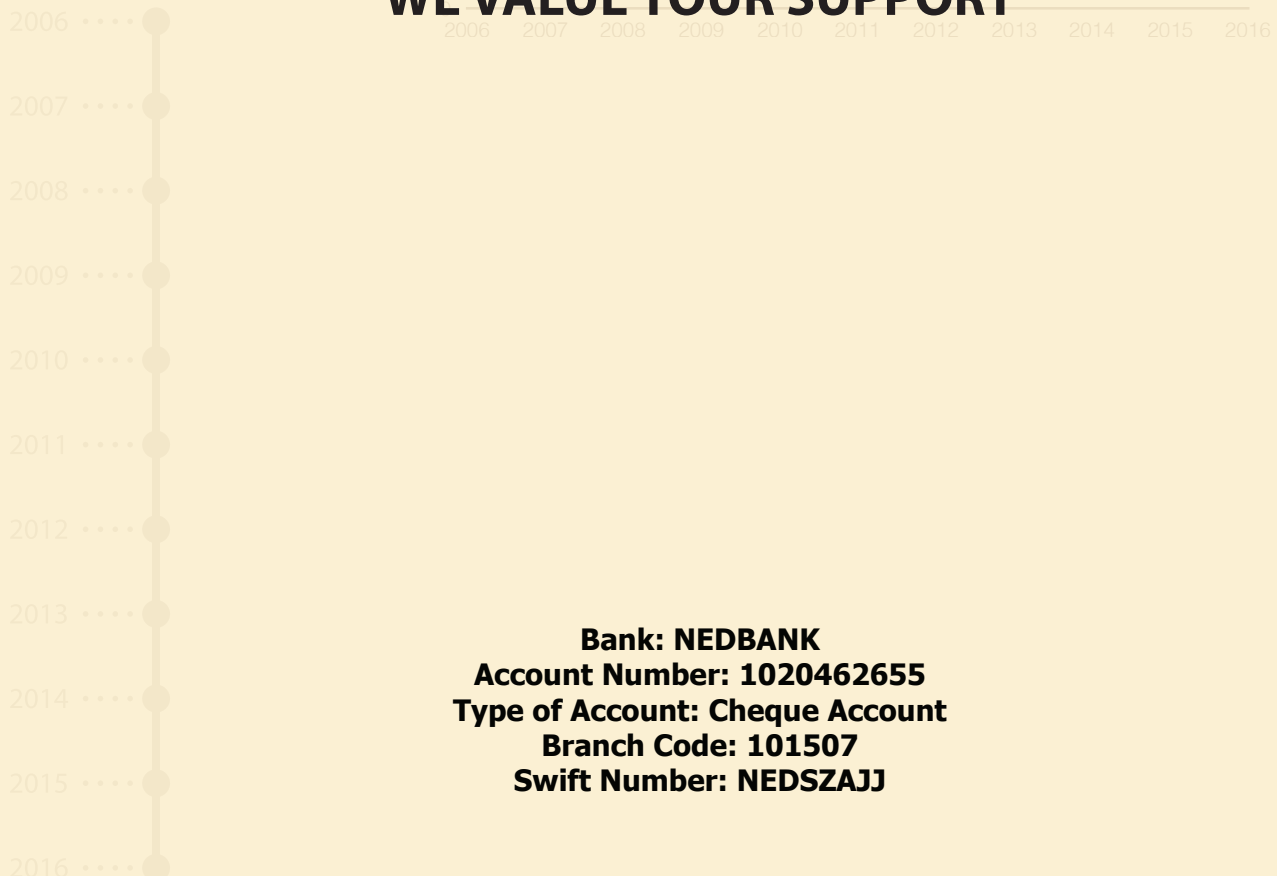 WE VALUE YOUR SUPPORT
2006
2006 2007 2008 2009 2010 2011 2012 2013 2014 2015 2016
2007
2008
2009
2010
2011
2012
2013
Bank: NEDBANK
Account Number: 1020462655
2014
Type of Account: Cheque Account
Branch Code: 101507
2015
Swift Number: NEDSZAJJ
2016